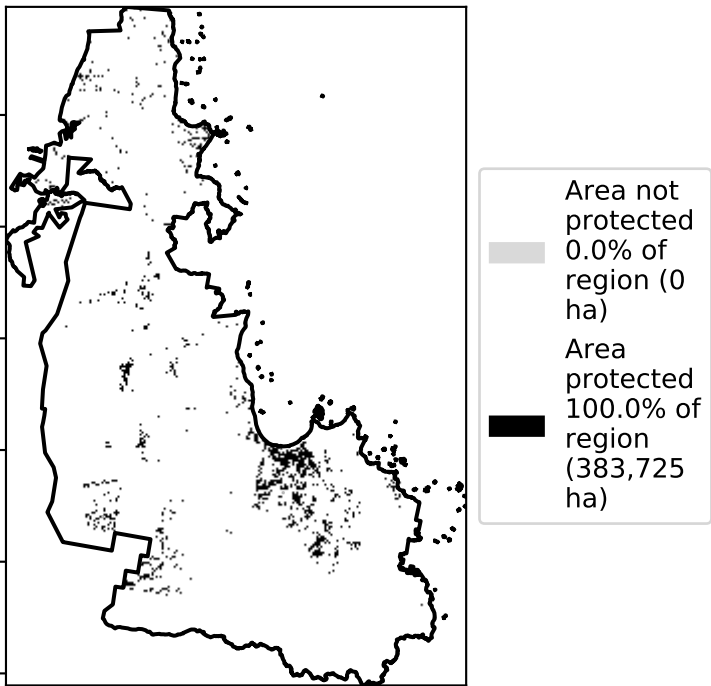 Area not
protected
0.0% of
region (0
ha)
Area
protected
100.0% of
region
(383,725
ha)